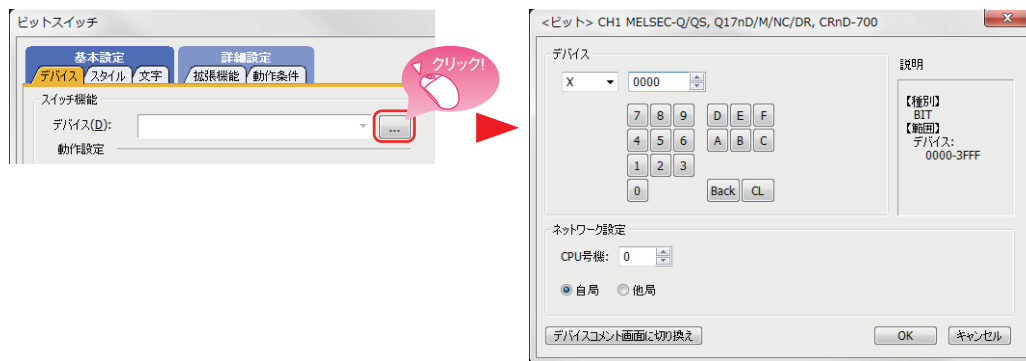 ビットスイッチ
基本設定 詳細設定
デバイス スタイル 文字 拡張機能 動作条件
クリック!
スイッチ機能
デバイス(D): ...
動作設定
<ビット> CH1 MELSEC-Q/QS, Q17nD/M/NC/DR, CRnD-700
デバイス
X 0000
7 8 9 D E F
4 5 6 A B C
1 2 3
0 Back CL
説明
【種別】
BIT
【範囲】
デバイス:
0000-3FFF
ネットワーク設定
CPU号機: 0
自局 他局
デバイスコメント画面に切り換え OK キャンセル